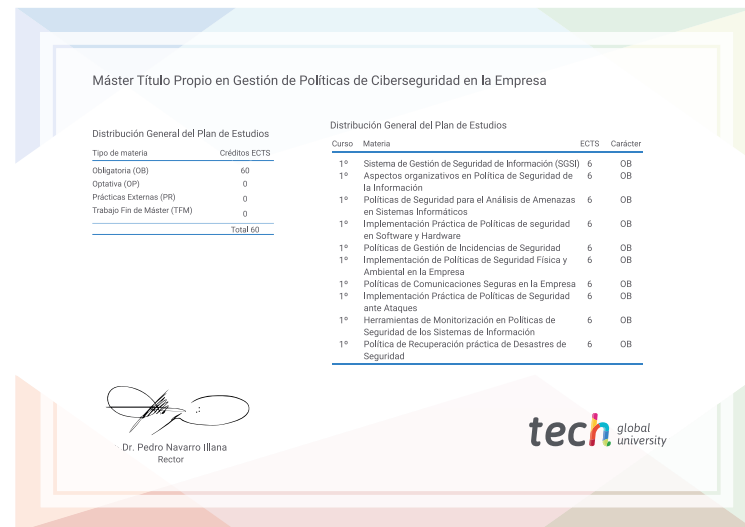 Máster Título Propio en Gestión de Políticas de Ciberseguridad en la Empresa
Distribución General del Plan de Estudios
Tipo de materia Créditos ECTS
Obligatoria (OB) 60
Optativa (OP) 0
Prácticas Externas (PR) 0
Trabajo Fin de Máster (TFM) 0
Total 60
Distribución General del Plan de Estudios
Curso Materia ECTS Carácter
1º Sistema de Gestión de Seguridad de Información (SGSI) 6 OB
1º Aspectos organizativos en Política de Seguridad de 6 OB
la Información
1º Políticas de Seguridad para el Análisis de Amenazas 6 OB
en Sistemas Informáticos
1º Implementación Práctica de Políticas de seguridad 6 OB
en Software y Hardware
1º Políticas de Gestión de Incidencias de Seguridad 6 OB
1º Implementación de Políticas de Seguridad Física y 6 OB
Ambiental en la Empresa
1º Políticas de Comunicaciones Seguras en la Empresa 6 OB
1º Implementación Práctica de Políticas de Seguridad 6 OB
ante Ataques
1º Herramientas de Monitorización en Políticas de 6 OB
Seguridad de los Sistemas de Información
1º Política de Recuperación práctica de Desastres de 6 OB
Seguridad
Dr. Pedro Navarro Illana
Rector
tech global
university